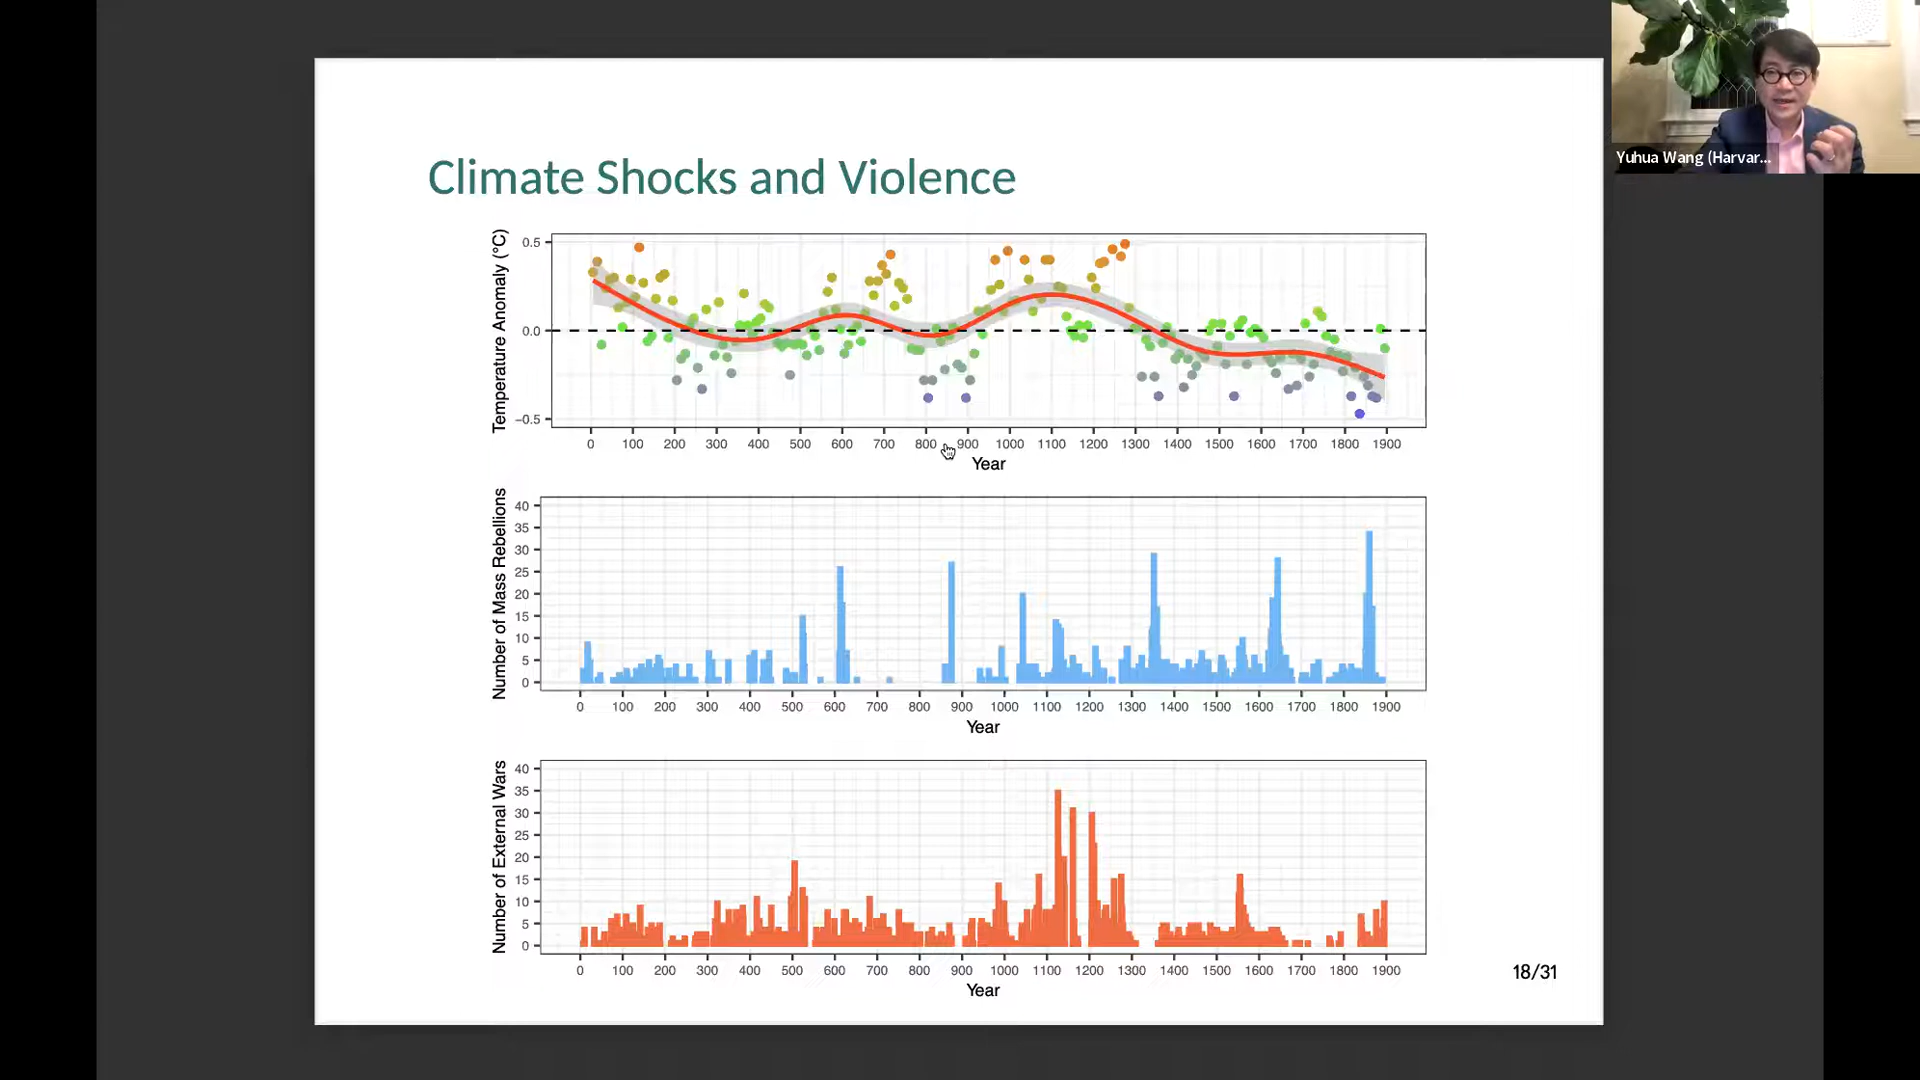 Yuhua Wang (Harvar...
Climate Shocks and Violence
Temperature Anomaly (°C)
0.5
0.0
−0.5
0 100 200 300 400 500 600 700 800 900 1000 1100 1200 1300 1400 1500 1600 1700 1800 1900
Year
Number of Mass Rebellions
40
35
30
25
20
15
10
5
0
0 100 200 300 400 500 600 700 800 900 1000 1100 1200 1300 1400 1500 1600 1700 1800 1900
Year
Number of External Wars
40
35
30
25
20
15
10
5
0
0 100 200 300 400 500 600 700 800 900 1000 1100 1200 1300 1400 1500 1600 1700 1800 1900
Year
18/31